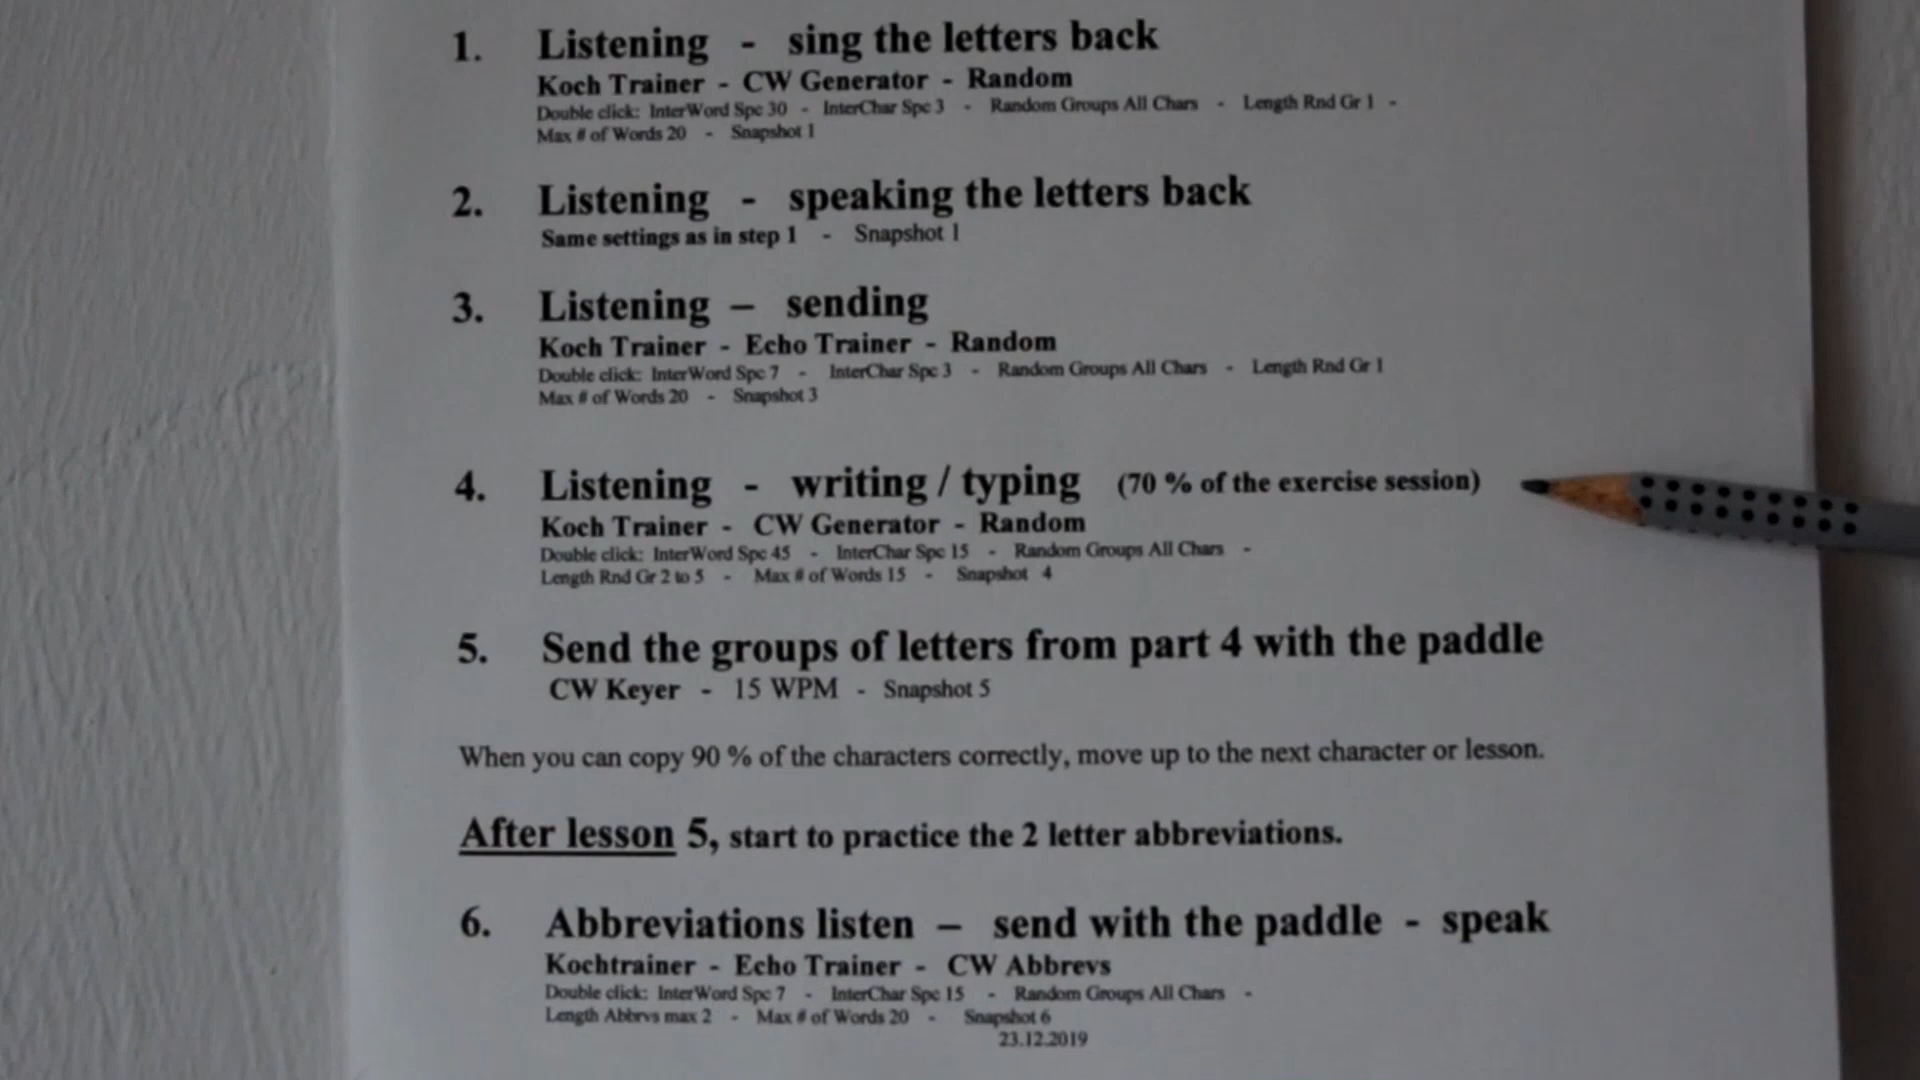 1. Listening - sing the letters back
Koch Trainer - CW Generator - Random
Double click: InterWord Spc 30 - InterChar Spc 3 - Random Groups All Chars - Length Rnd Gr 1 -
Max # of Words 20 - Snapshot 1
2. Listening - speaking the letters back
Same settings as in step 1 - Snapshot 1
3. Listening – sending
Koch Trainer - Echo Trainer - Random
Double click: InterWord Spc 7 - InterChar Spc 3 - Random Groups All Chars - Length Rnd Gr 1
Max # of Words 20 - Snapshot 3
4. Listening - writing / typing (70 % of the exercise session)
Koch Trainer - CW Generator - Random
Double click: InterWord Spc 45 - InterChar Spc 15 - Random Groups All Chars -
Length Rnd Gr 2 to 5 - Max # of Words 15 - Snapshot 4
5. Send the groups of letters from part 4 with the paddle
CW Keyer - 15 WPM - Snapshot 5
When you can copy 90 % of the characters correctly, move up to the next character or lesson.
After lesson 5, start to practice the 2 letter abbreviations.
6. Abbreviations listen – send with the paddle - speak
Kochtrainer - Echo Trainer - CW Abbrevs
Double click: InterWord Spc 7 - InterChar Spc 15 - Random Groups All Chars -
Length Abbrvs max 2 - Max # of Words 20 - Snapshot 6
23.12.2019